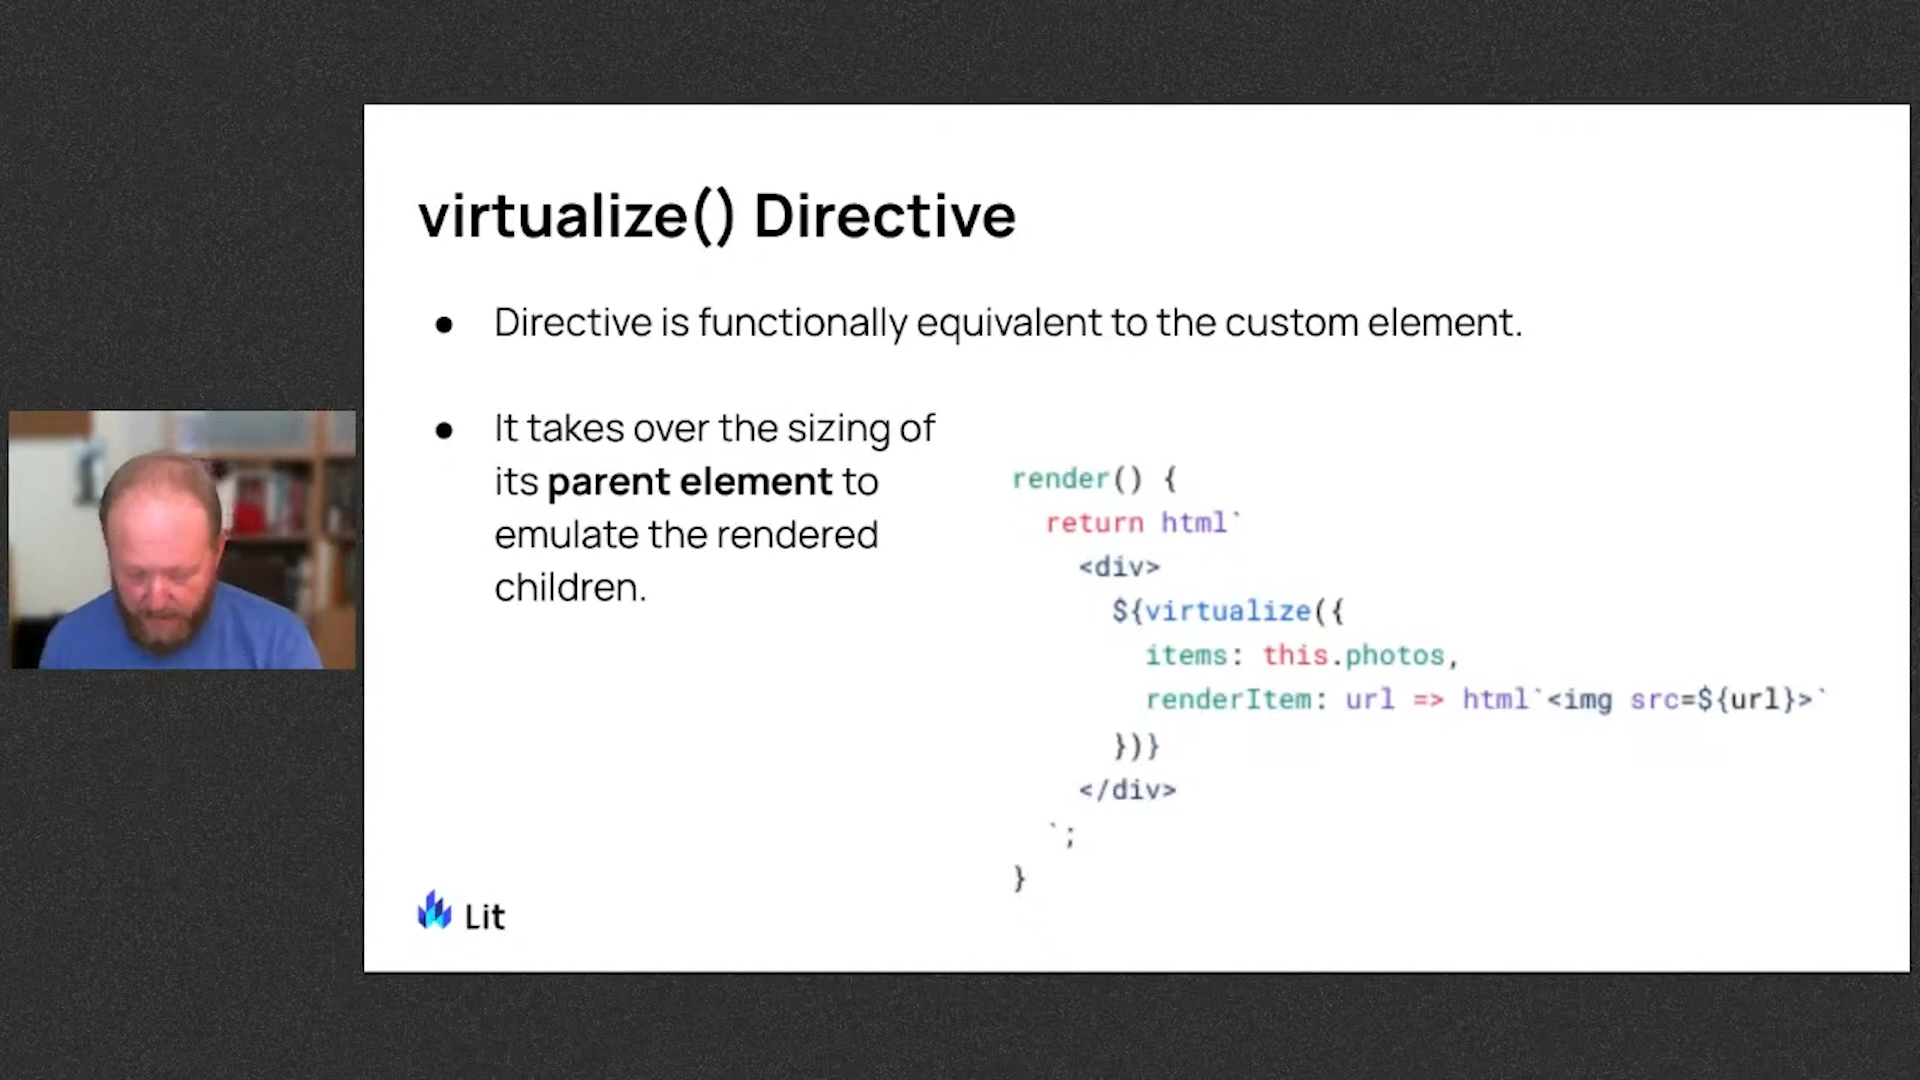 virtualize() Directive
● Directive is functionally equivalent to the custom element.
● It takes over the sizing of
its parent element to
emulate the rendered
children.
render() {
return html`
<div>
${virtualize({
items: this.photos,
renderItem: url => html`<img src=${url}>`
})}
</div>
`;
}
Lit